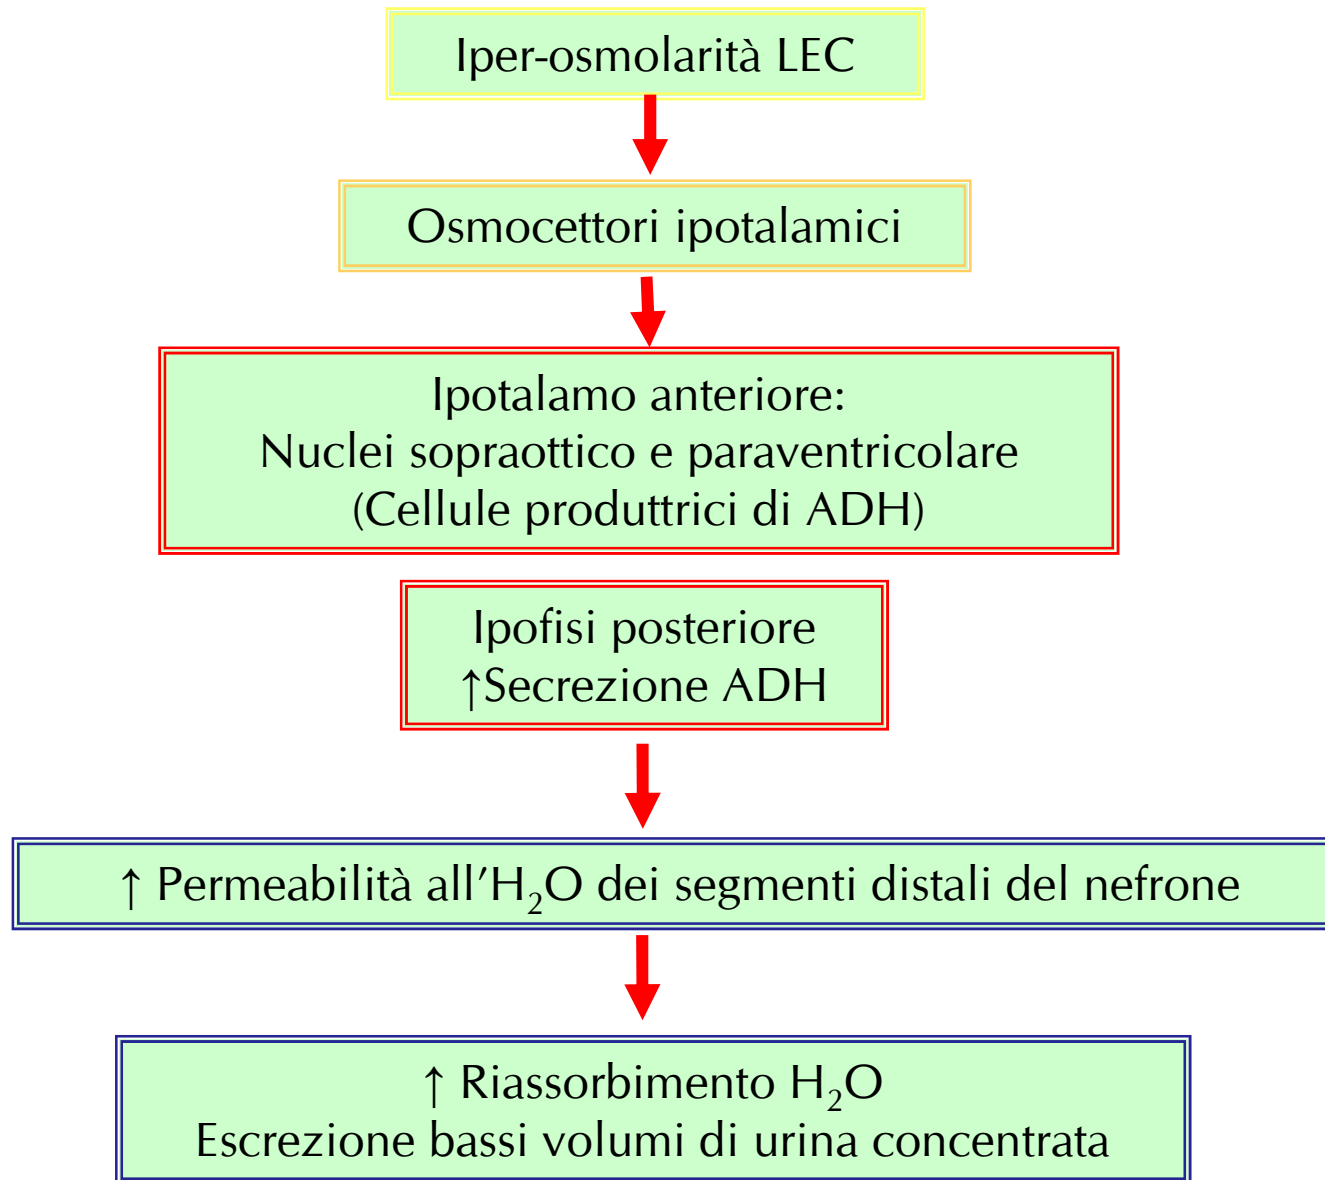 Iper-osmolarità LEC
Osmocettori ipotalamici
Ipotalamo anteriore:
Nuclei sopraottico e paraventricolare
(Cellule produttrici di ADH)
Ipofisi posteriore
↑Secrezione ADH
↑ Permeabilità all’H₂O dei segmenti distali del nefrone
↑ Riassorbimento H₂O
Escrezione bassi volumi di urina concentrata